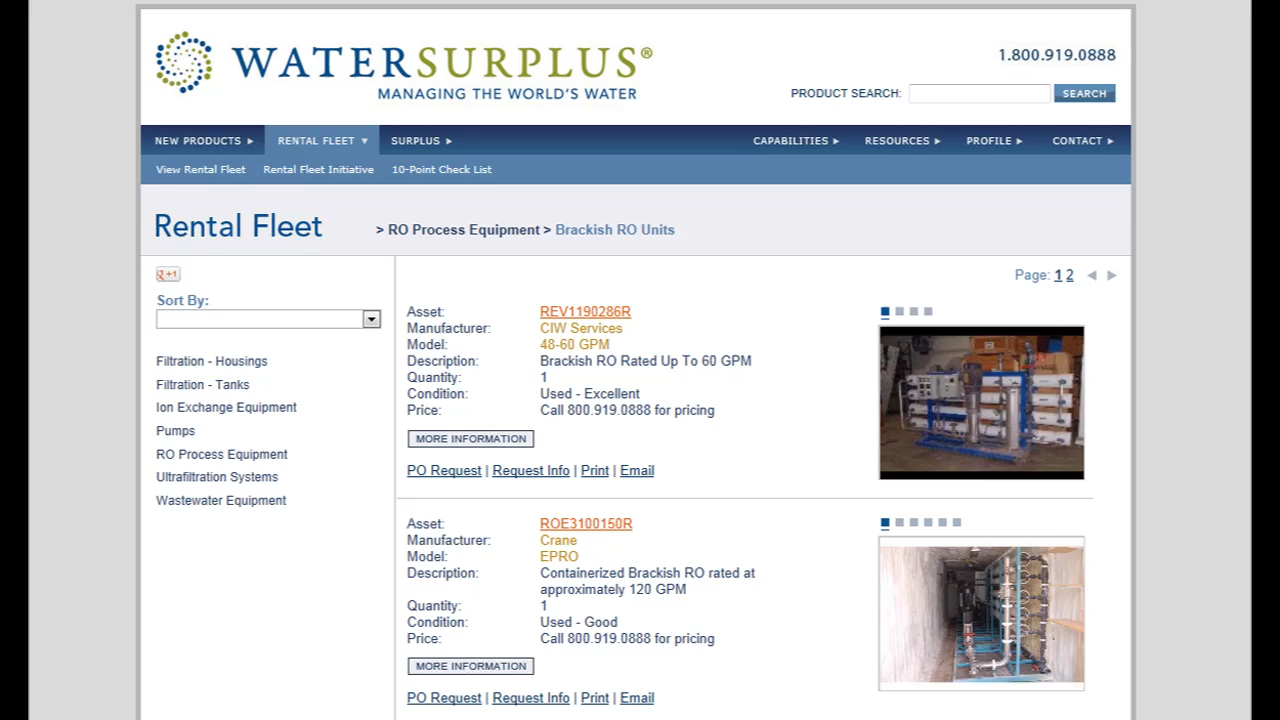 WATERSURPLUS®
MANAGING THE WORLD'S WATER
1.800.919.0888
PRODUCT SEARCH: SEARCH
NEW PRODUCTS RENTAL FLEET SURPLUS CAPABILITIES RESOURCES PROFILE CONTACT
View Rental Fleet Rental Fleet Initiative 10-Point Check List
Rental Fleet > RO Process Equipment > Brackish RO Units
g+1
Page: 1 2
Sort By:
Filtration - Housings
Filtration - Tanks
Ion Exchange Equipment
Pumps
RO Process Equipment
Ultrafiltration Systems
Wastewater Equipment
Asset: REV1190286R
Manufacturer: CIW Services
Model: 48-60 GPM
Description: Brackish RO Rated Up To 60 GPM
Quantity: 1
Condition: Used - Excellent
Price: Call 800.919.0888 for pricing
MORE INFORMATION
PO Request | Request Info | Print | Email
Asset: ROE3100150R
Manufacturer: Crane
Model: EPRO
Description: Containerized Brackish RO rated at
approximately 120 GPM
Quantity: 1
Condition: Used - Good
Price: Call 800.919.0888 for pricing
MORE INFORMATION
PO Request | Request Info | Print | Email